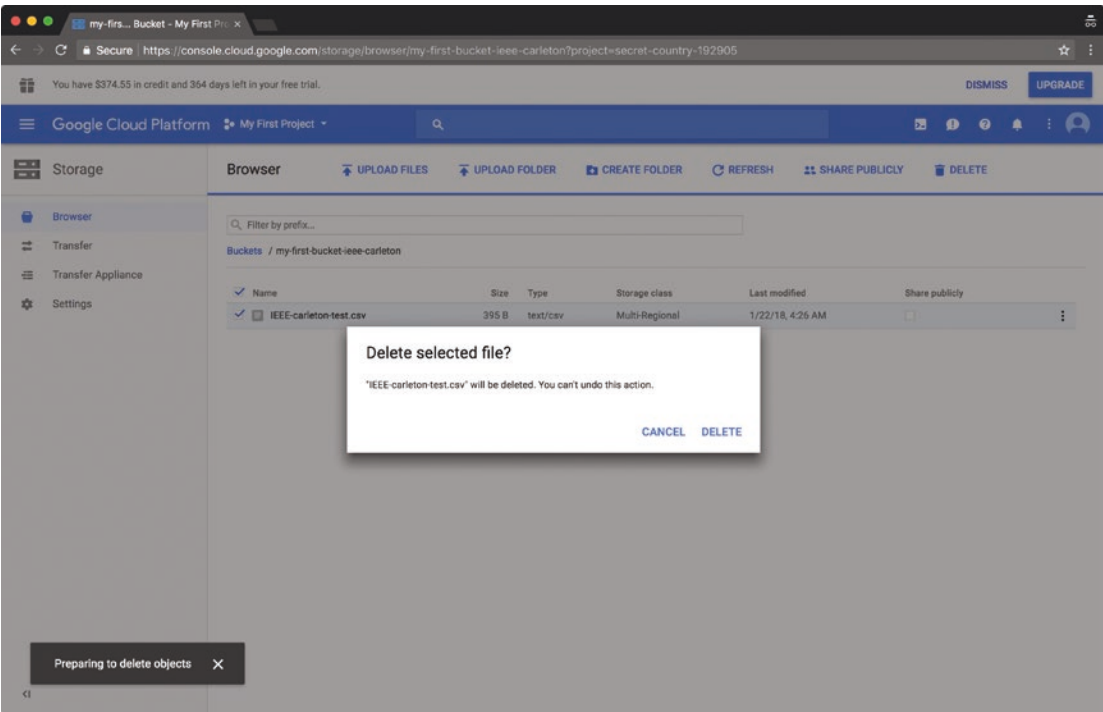 my-firs... Bucket - My First Pro
Secure https://console.cloud.google.com/storage/browser/my-first-bucket-ieee-carleton?project=secret-country-192905
You have $374.55 in credit and 364 days left in your free trial. DISMISS UPGRADE
Google Cloud Platform My First Project
Storage Browser UPLOAD FILES UPLOAD FOLDER CREATE FOLDER REFRESH SHARE PUBLICLY DELETE
Browser
Transfer
Transfer Appliance
Settings
Filter by prefix...
Buckets / my-first-bucket-ieee-carleton
Name Size Type Storage class Last modified Share publicly
IEEE-carleton-test.csv 395 B text/csv Multi-Regional 1/22/18, 4:26 AM
Delete selected file?
"IEEE-carleton-test.csv" will be deleted. You can't undo this action.
CANCEL DELETE
Preparing to delete objects